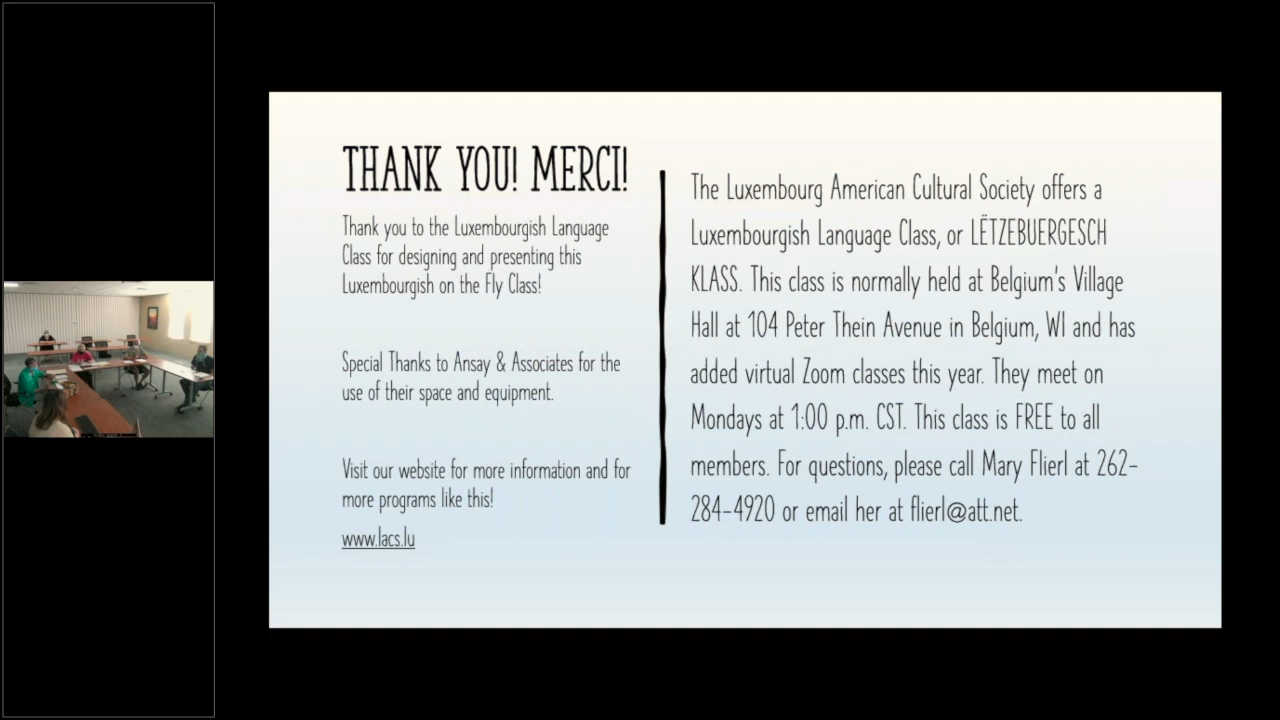 THANK YOU! MERCI!
Thank you to the Luxembourgish Language
Class for designing and presenting this
Luxembourgish on the Fly Class!
Special Thanks to Ansay & Associates for the
use of their space and equipment.
Visit our website for more information and for
more programs like this!
www.lacs.lu
The Luxembourg American Cultural Society offers a
Luxembourgish Language Class, or LËTZEBUERGESCH
KLASS. This class is normally held at Belgium's Village
Hall at 104 Peter Thein Avenue in Belgium, WI and has
added virtual Zoom classes this year. They meet on
Mondays at 1:00 p.m. CST. This class is FREE to all
members. For questions, please call Mary Flierl at 262-
284-4920 or email her at flierl@att.net.